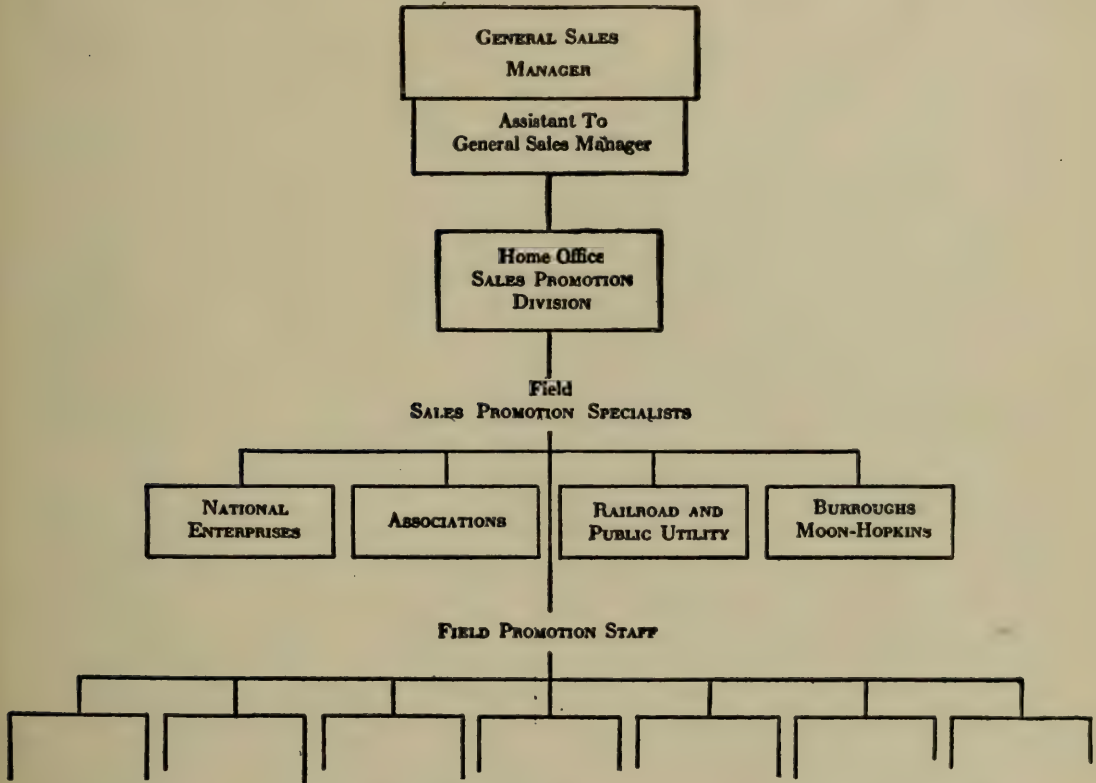 GENERAL SALES
MANAGER
Assistant To
General Sales Manager
Home Office
SALES PROMOTION
DIVISION
Field
SALES PROMOTION SPECIALISTS
NATIONAL
ENTERPRISES
ASSOCIATIONS
RAILROAD AND
PUBLIC UTILITY
BURROUGHS
MOON-HOPKINS
FIELD PROMOTION STAFF